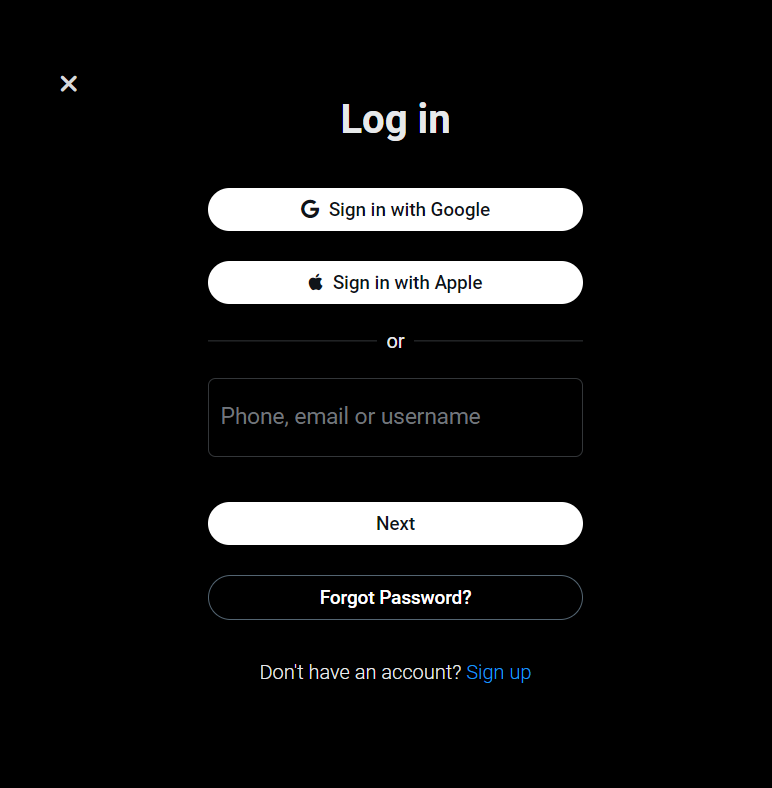 Log in
Sign in with Google
Sign in with Apple
or
Phone, email or username
Next
Forgot Password?
Don't have an account? Sign up